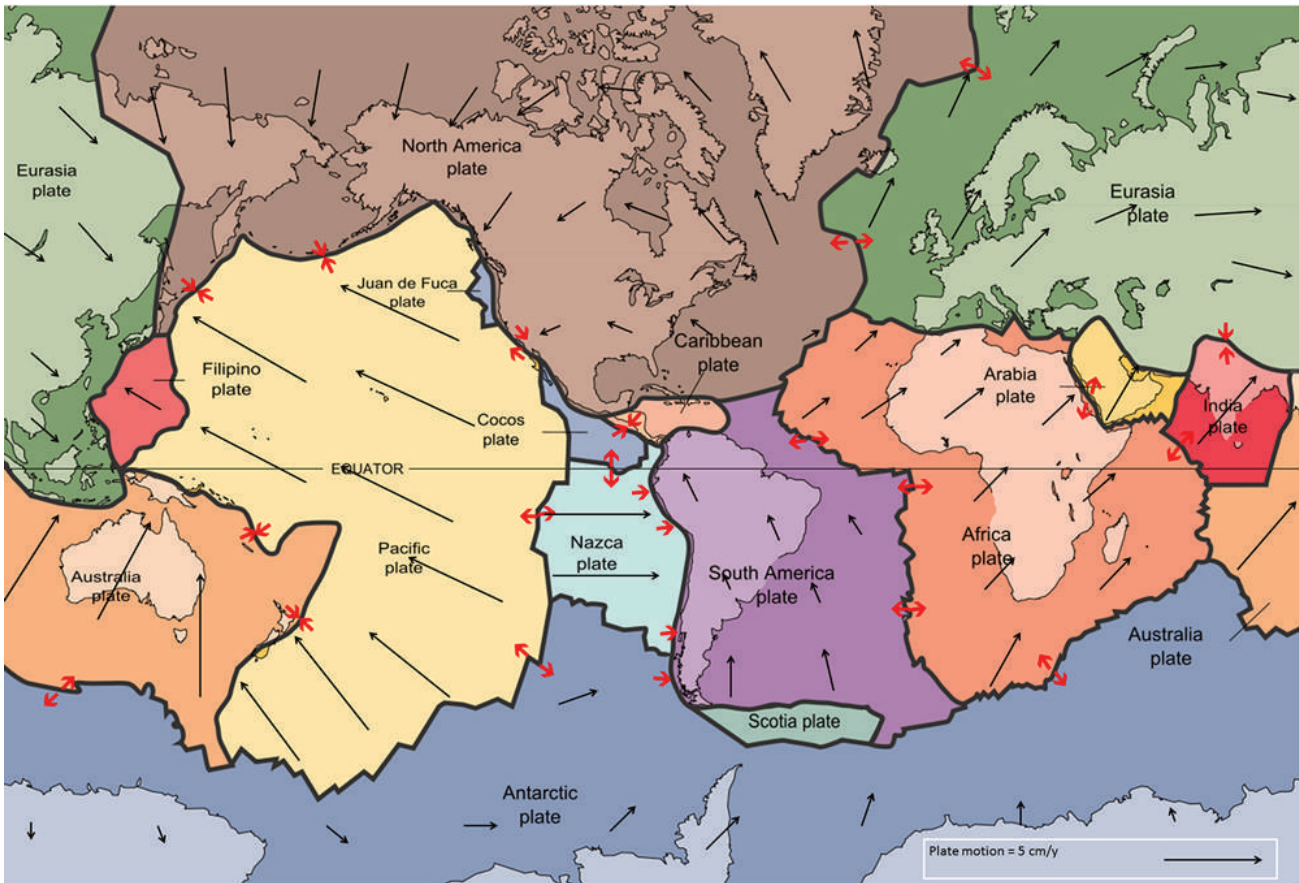 North America
plate
Eurasia
plate
Eurasia
plate
Juan de Fuca
plate
Caribbean
plate
Filipino
plate
Arabia
plate
Cocos
plate
India
plate
EQUATOR
Pacific
plate
Nazca
plate
Africa
plate
Australia
plate
South America
plate
Australia
plate
Scotia plate
Antarctic
plate
Plate motion = 5 cm/y